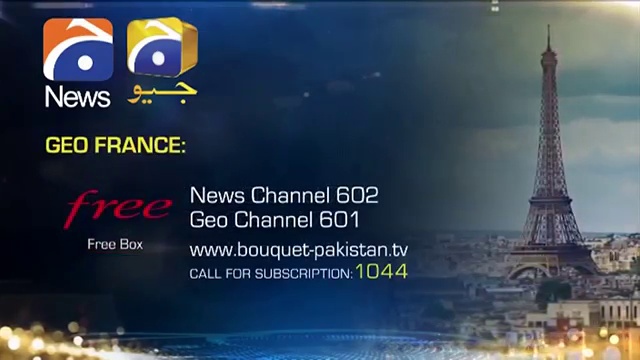 News
جیو
GEO FRANCE:
free
Free Box
News Channel 602
Geo Channel 601
www.bouquet-pakistan.tv
CALL FOR SUBSCRIPTION: 1044